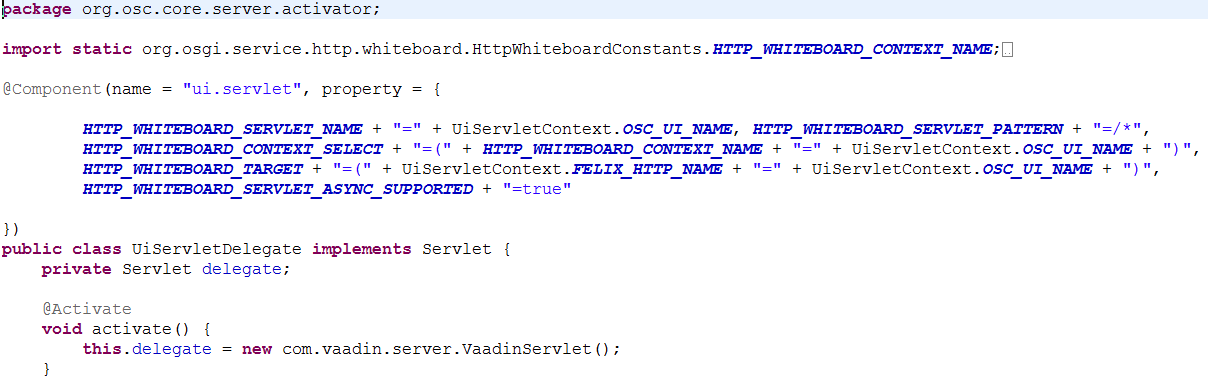 package org.osc.core.server.activator;
import static org.osgi.service.http.whiteboard.HttpWhiteboardConstants.HTTP_WHITEBOARD_CONTEXT_NAME;
@Component(name = "ui.servlet", property = {
HTTP_WHITEBOARD_SERVLET_NAME + "=" + UiServletContext.OSC_UI_NAME, HTTP_WHITEBOARD_SERVLET_PATTERN + "=/*",
HTTP_WHITEBOARD_CONTEXT_SELECT + "=(" + HTTP_WHITEBOARD_CONTEXT_NAME + "=" + UiServletContext.OSC_UI_NAME + ")",
HTTP_WHITEBOARD_TARGET + "=(" + UiServletContext.FELIX_HTTP_NAME + "=" + UiServletContext.OSC_UI_NAME + ")",
HTTP_WHITEBOARD_SERVLET_ASYNC_SUPPORTED + "=true"
})
public class UiServletDelegate implements Servlet {
private Servlet delegate;
@Activate
void activate() {
this.delegate = new com.vaadin.server.VaadinServlet();
}